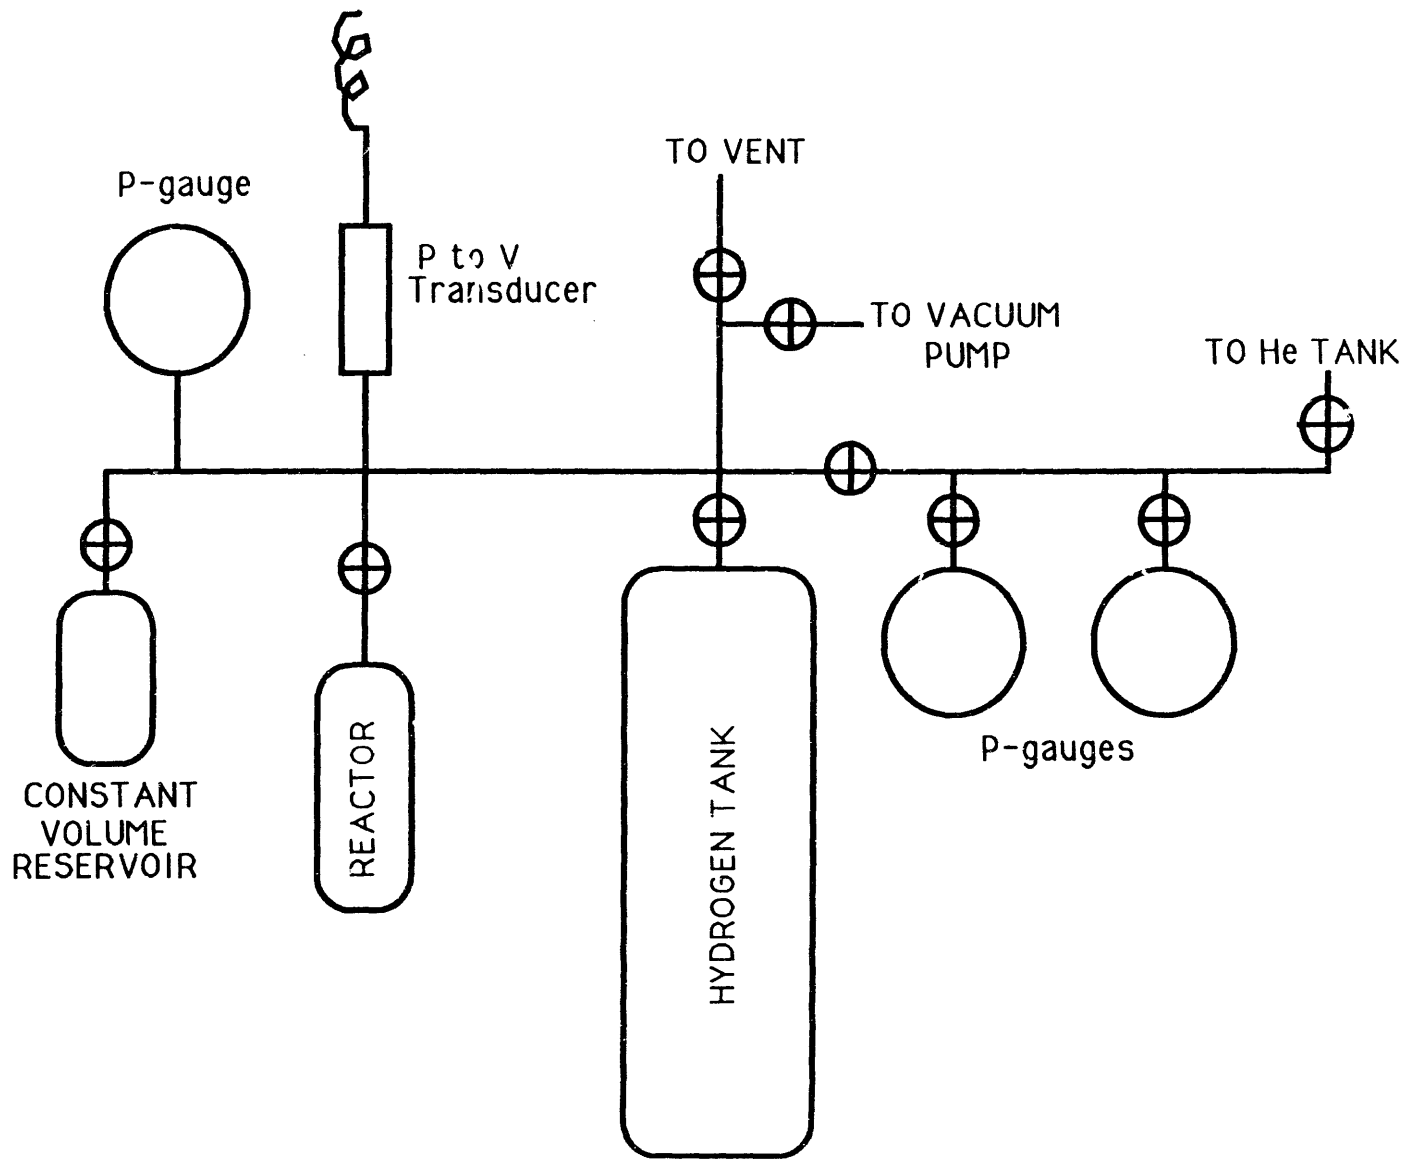 TO VENT
P-gauge
P to V
Transducer
TO VACUUM
PUMP
TO He TANK
CONSTANT
VOLUME
RESERVOIR
REACTOR
HYDROGEN TANK
P-gauges